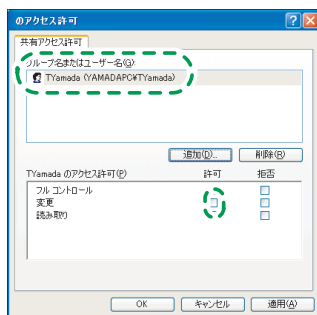 のアクセス許可
共有アクセス許可
グループ名またはユーザー名(G):
TYamada (YAMADAPC¥TYamada)
追加(D)... 削除(R)
TYamada のアクセス許可(P) 許可 拒否
フル コントロール
変更
読み取り
OK キャンセル 適用(A)